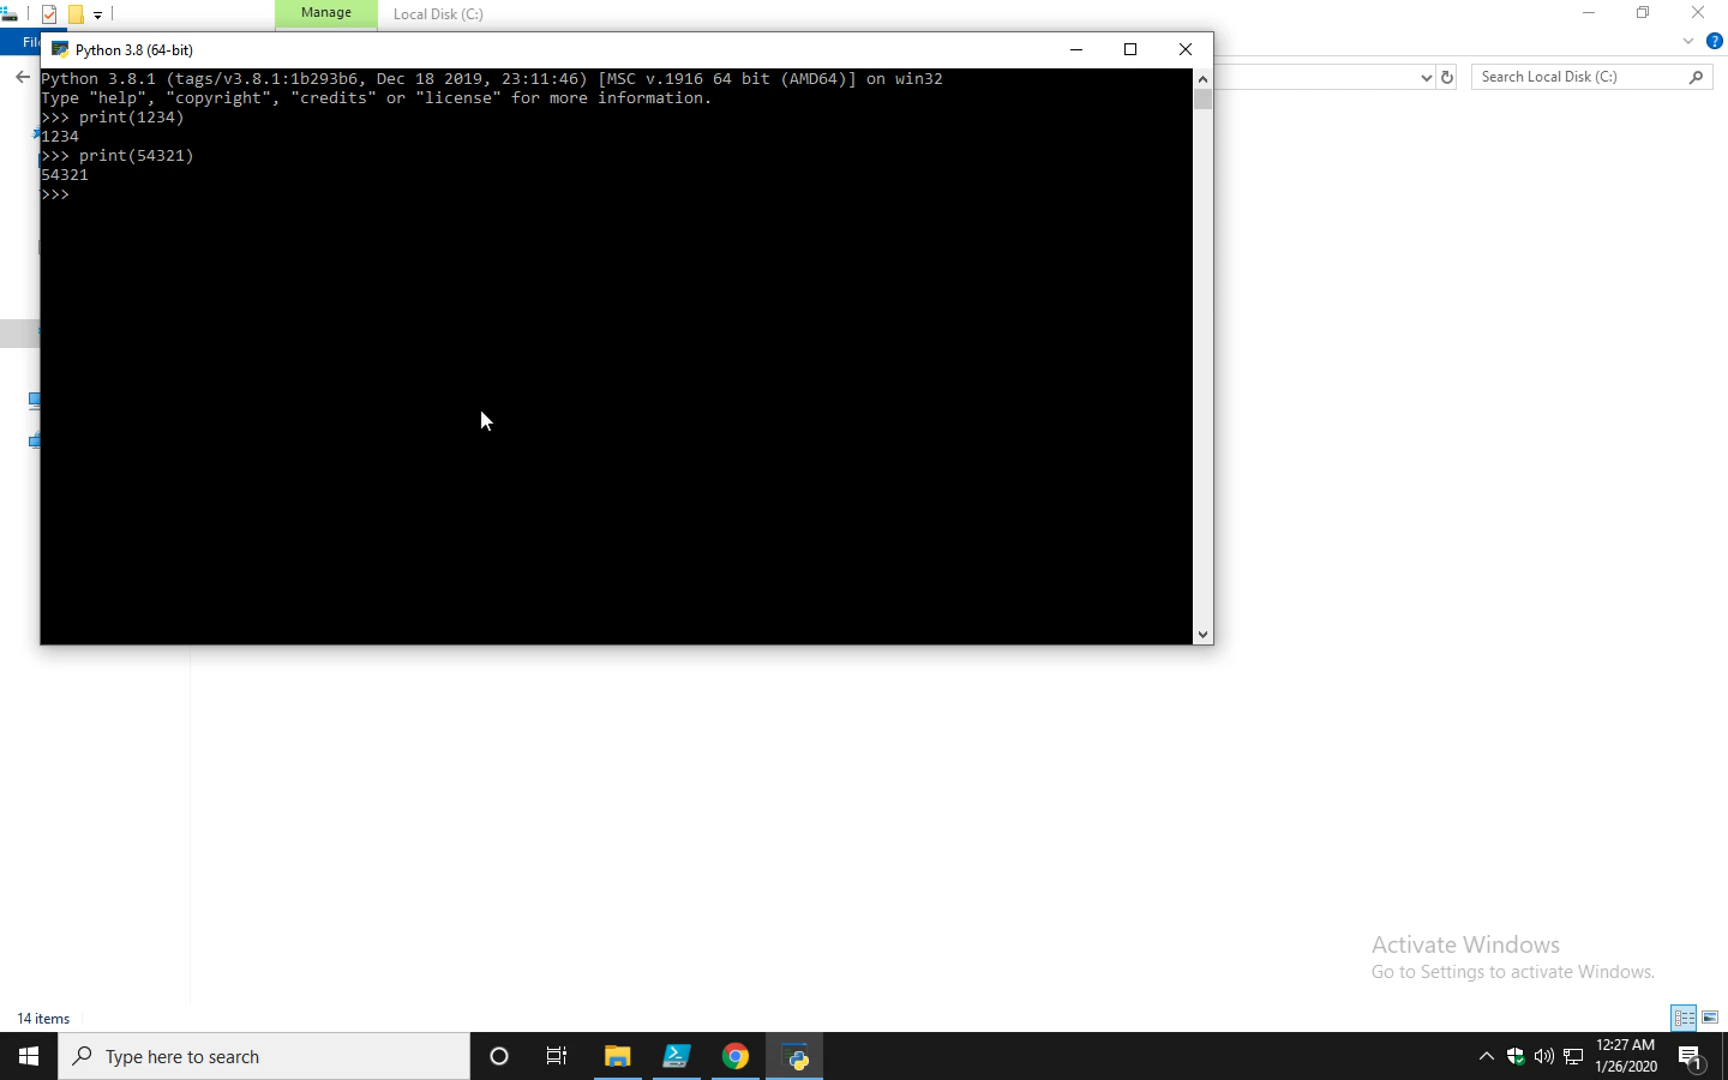 Manage
Local Disk (C:)
Python 3.8 (64-bit)
Search Local Disk (C:)
Python 3.8.1 (tags/v3.8.1:1b293b6, Dec 18 2019, 23:11:46) [MSC v.1916 64 bit (AMD64)] on win32
Type "help", "copyright", "credits" or "license" for more information.
>>> print(1234)
1234
>>> print(54321)
54321
>>>
Activate Windows
Go to Settings to activate Windows.
14 items
Type here to search
12:27 AM
1/26/2020
1